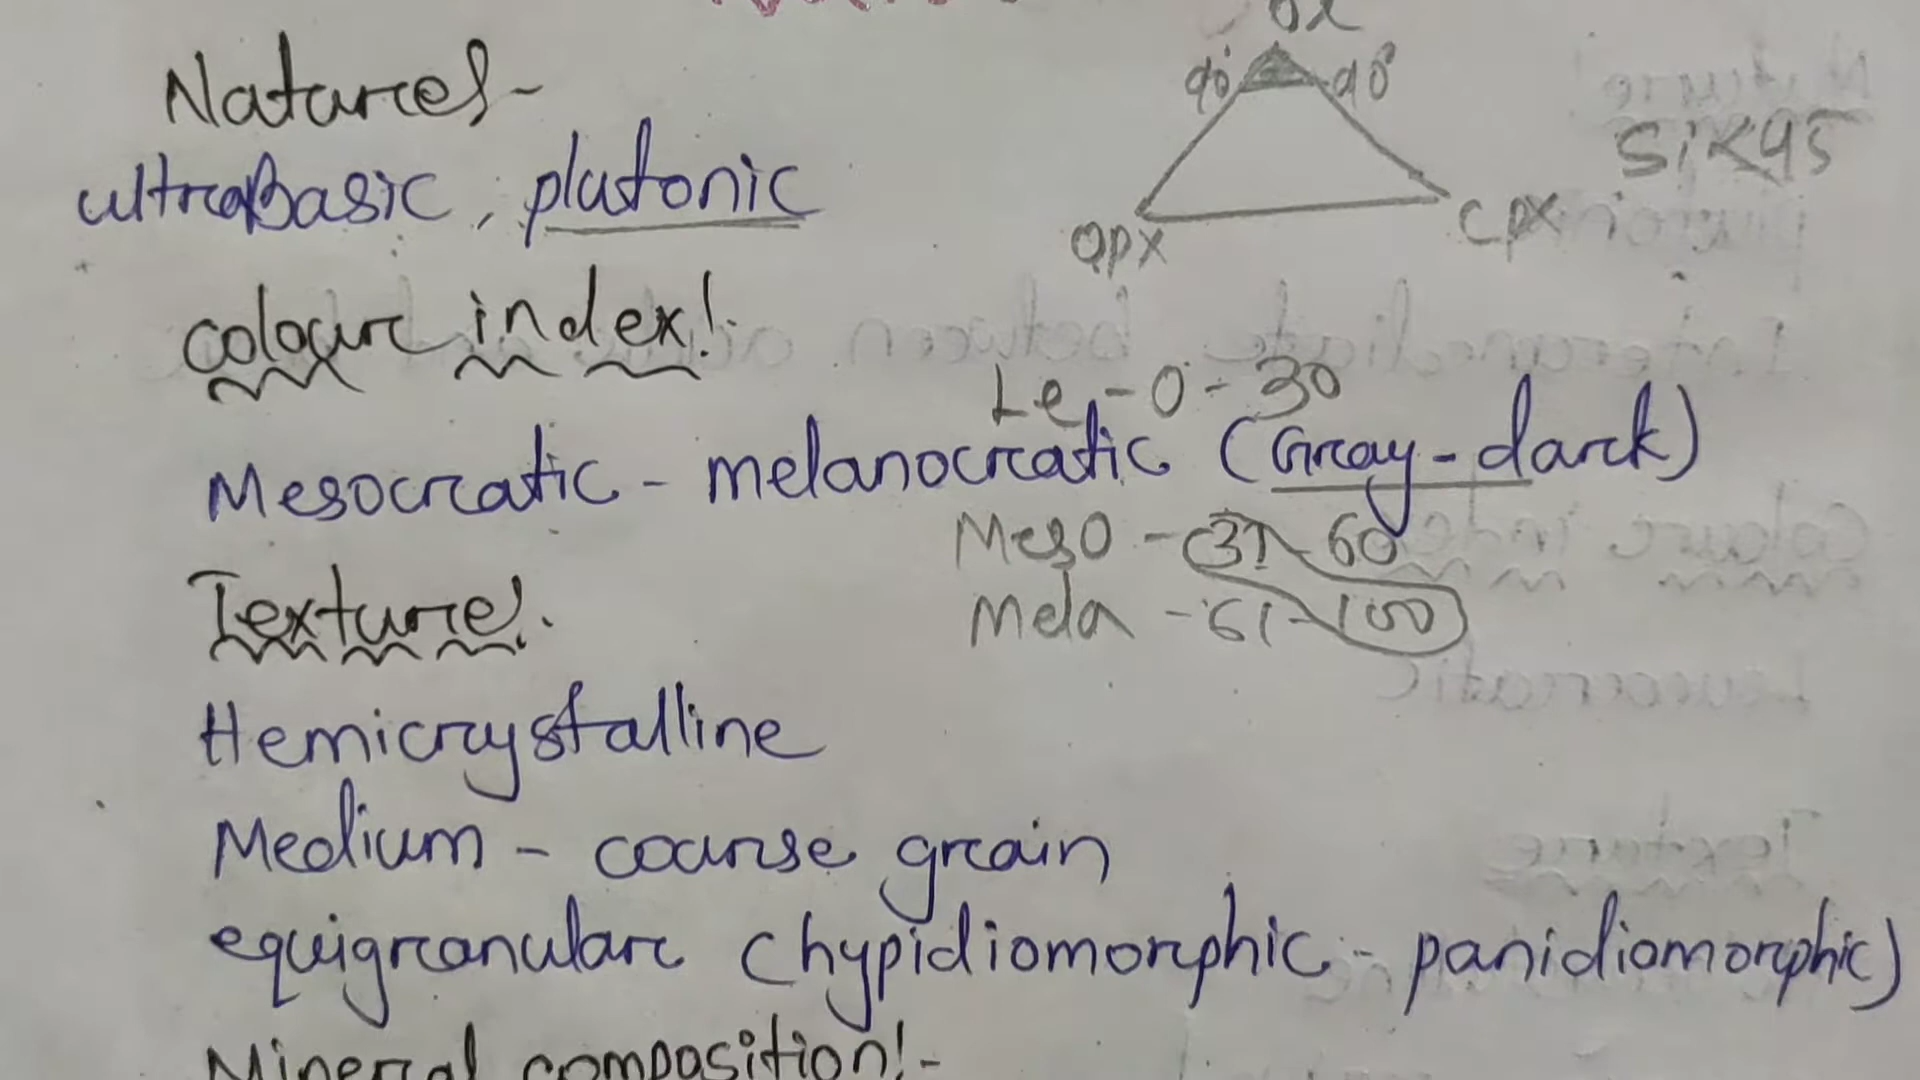 Nature:-
ultraBasic, plutonic
colour index!-
Le - 0 - 30
Mesocratic - melanocratic (Gray - dark)
Meso - 31 - 60
Mela - 61 - 100
Texture!-
Hemicrystalline
Medium - coarse grain
equigranular (hypidiomorphic - panidiomorphic)
Mineral composition!-
90° 90°
OPX CPX
Si<45